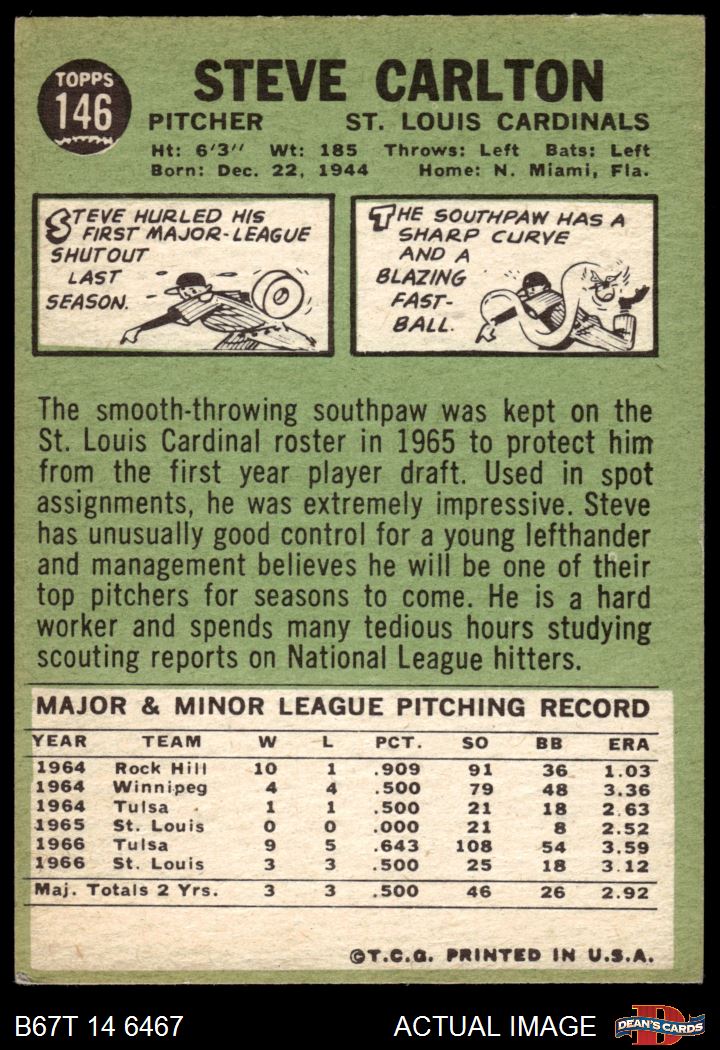 TOPPS
146
STEVE CARLTON
PITCHER ST. LOUIS CARDINALS
Ht: 6'3" Wt: 185 Throws: Left Bats: Left
Born: Dec. 22, 1944 Home: N. Miami, Fla.
STEVE HURLED HIS
FIRST MAJOR-LEAGUE
SHUTOUT
LAST
SEASON.
THE SOUTHPAW HAS A
SHARP CURVE
AND A
BLAZING
FAST-
BALL.
The smooth-throwing southpaw was kept on the
St. Louis Cardinal roster in 1965 to protect him
from the first year player draft. Used in spot
assignments, he was extremely impressive. Steve
has unusually good control for a young lefthander
and management believes he will be one of their
top pitchers for seasons to come. He is a hard
worker and spends many tedious hours studying
scouting reports on National League hitters.
MAJOR & MINOR LEAGUE PITCHING RECORD
YEAR TEAM W L PCT. SO BB ERA
1964 Rock Hill 10 1 .909 91 36 1.03
1964 Winnipeg 4 4 .500 79 48 3.36
1964 Tulsa 1 1 .500 21 18 2.63
1965 St. Louis 0 0 .000 21 8 2.52
1966 Tulsa 9 5 .643 108 54 3.59
1966 St. Louis 3 3 .500 25 18 3.12
Maj. Totals 2 Yrs. 3 3 .500 46 26 2.92
©T.C.G. PRINTED IN U.S.A.
B67T 14 6467 ACTUAL IMAGE D DEAN'S CARDS